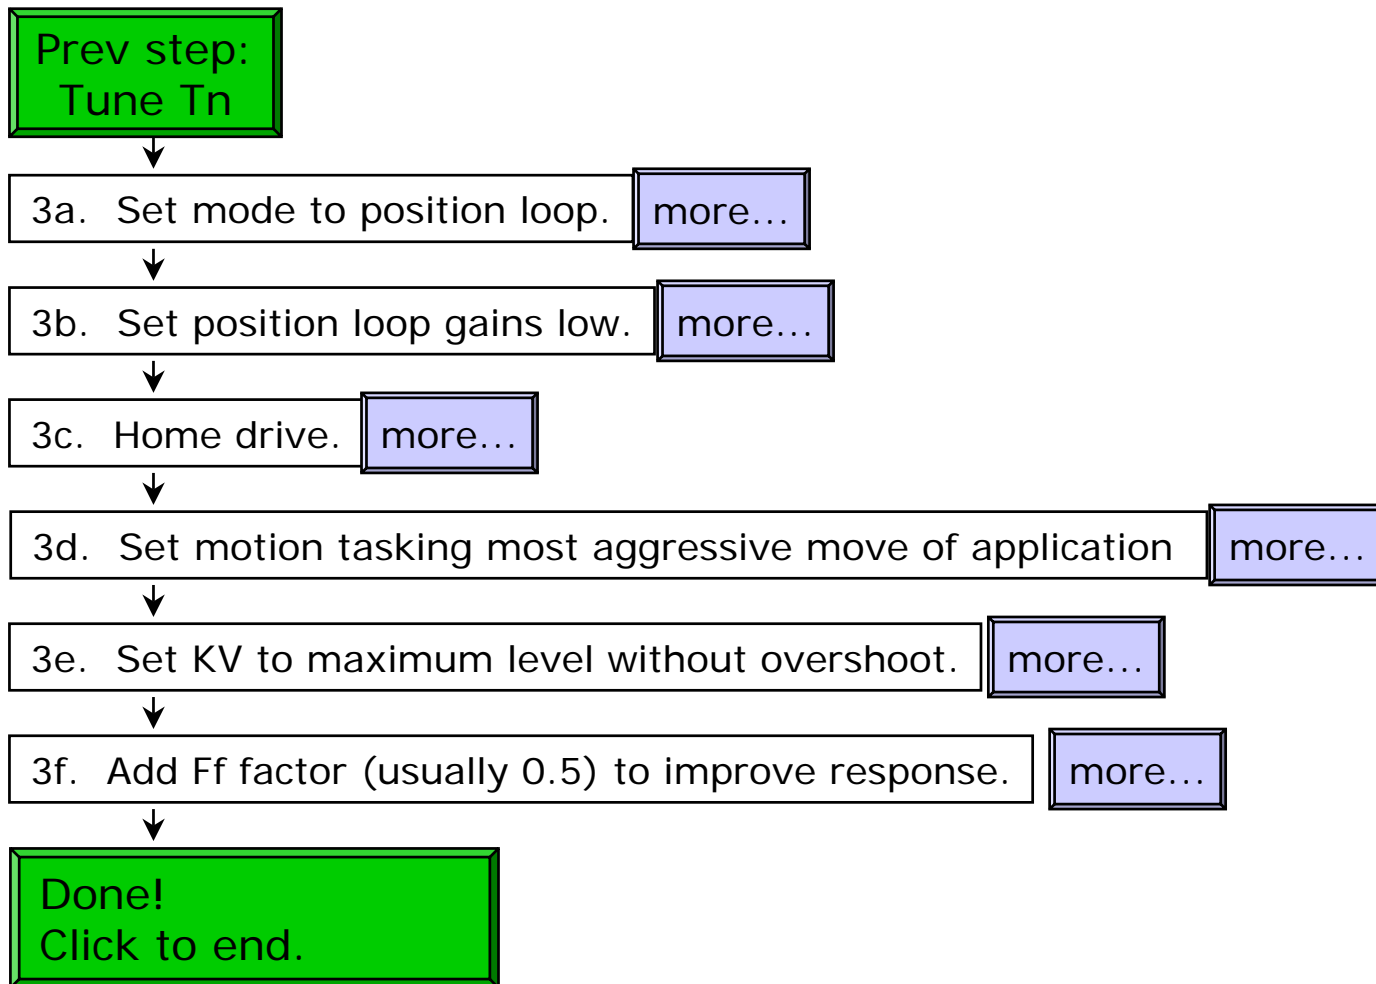 Prev step:
Tune Tn
3a. Set mode to position loop. more...
3b. Set position loop gains low. more...
3c. Home drive. more...
3d. Set motion tasking most aggressive move of application more...
3e. Set KV to maximum level without overshoot. more...
3f. Add Ff factor (usually 0.5) to improve response. more...
Done!
Click to end.